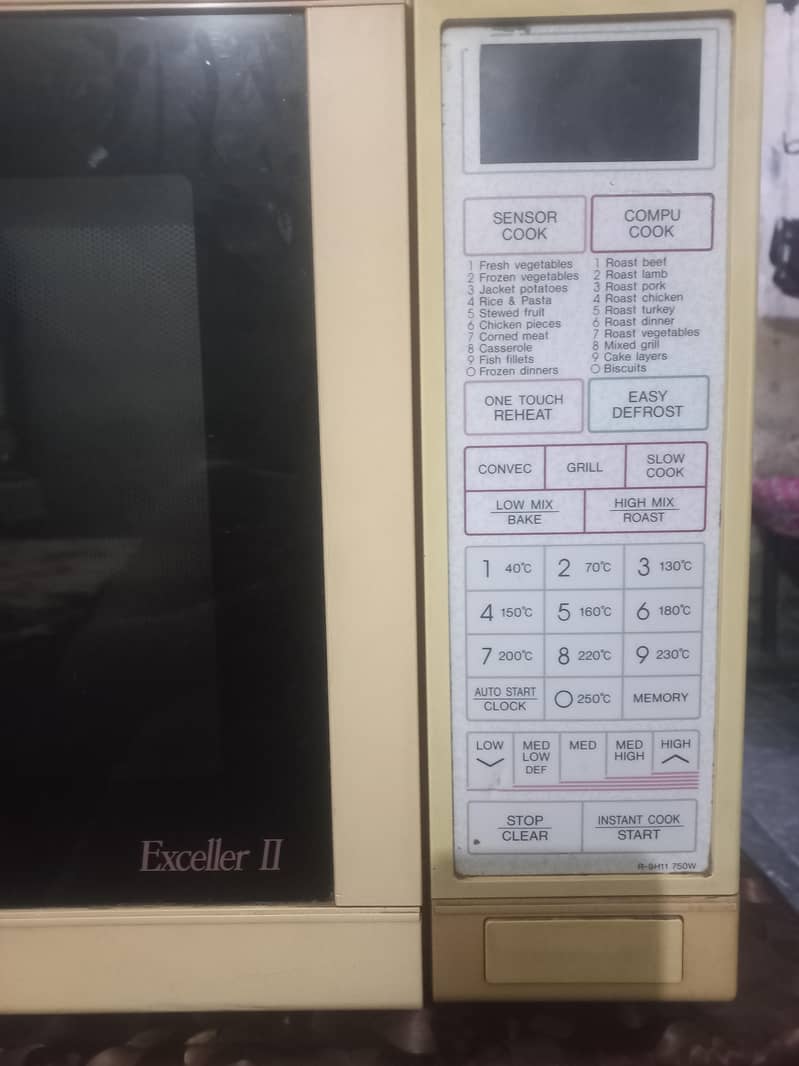 SENSOR
COOK
COMPU
COOK
1 Fresh vegetables
2 Frozen vegetables
3 Jacket potatoes
4 Rice & Pasta
5 Stewed fruit
6 Chicken pieces
7 Corned meat
8 Casserole
9 Fish fillets
0 Frozen dinners
1 Roast beef
2 Roast lamb
3 Roast pork
4 Roast chicken
5 Roast turkey
6 Roast dinner
7 Roast vegetables
8 Mixed grill
9 Cake layers
0 Biscuits
ONE TOUCH
REHEAT
EASY
DEFROST
CONVEC
GRILL
SLOW
COOK
LOW MIX
BAKE
HIGH MIX
ROAST
1 40°C
2 70°C
3 130°C
4 150°C
5 160°C
6 180°C
7 200°C
8 220°C
9 230°C
AUTO START
CLOCK
0 250°C
MEMORY
LOW
MED
LOW
DEF
MED
MED
HIGH
HIGH
STOP
CLEAR
INSTANT COOK
START
R-9H11 750W
Exceller II